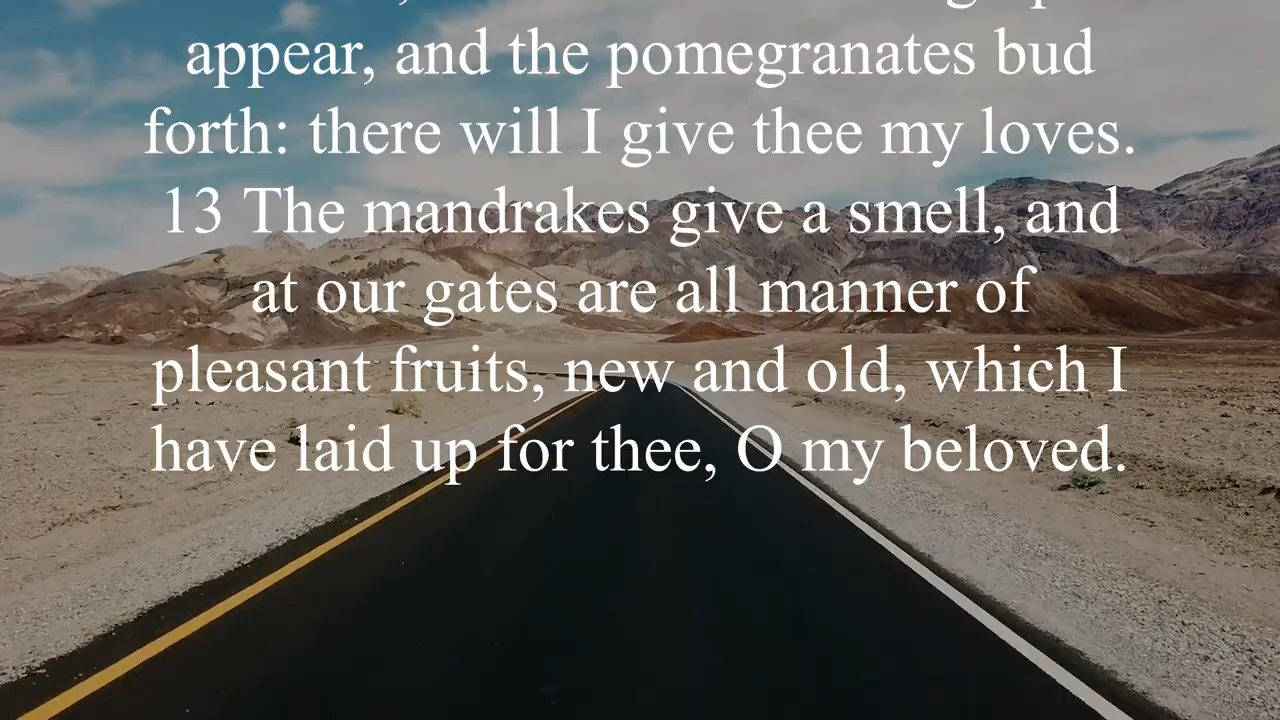 appear, and the pomegranates bud
forth: there will I give thee my loves.
13 The mandrakes give a smell, and
at our gates are all manner of
pleasant fruits, new and old, which I
have laid up for thee, O my beloved.